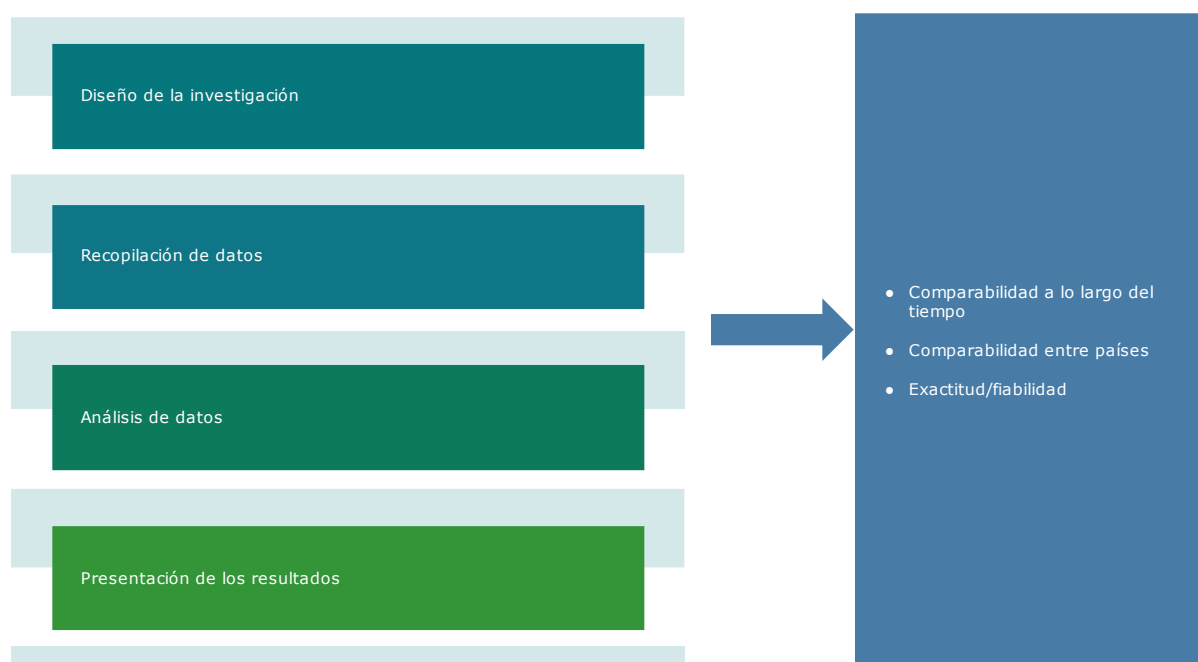 Diseño de la investigación
Recopilación de datos
Análisis de datos
Presentación de los resultados
● Comparabilidad a lo largo del
tiempo
● Comparabilidad entre países
● Exactitud/fiabilidad